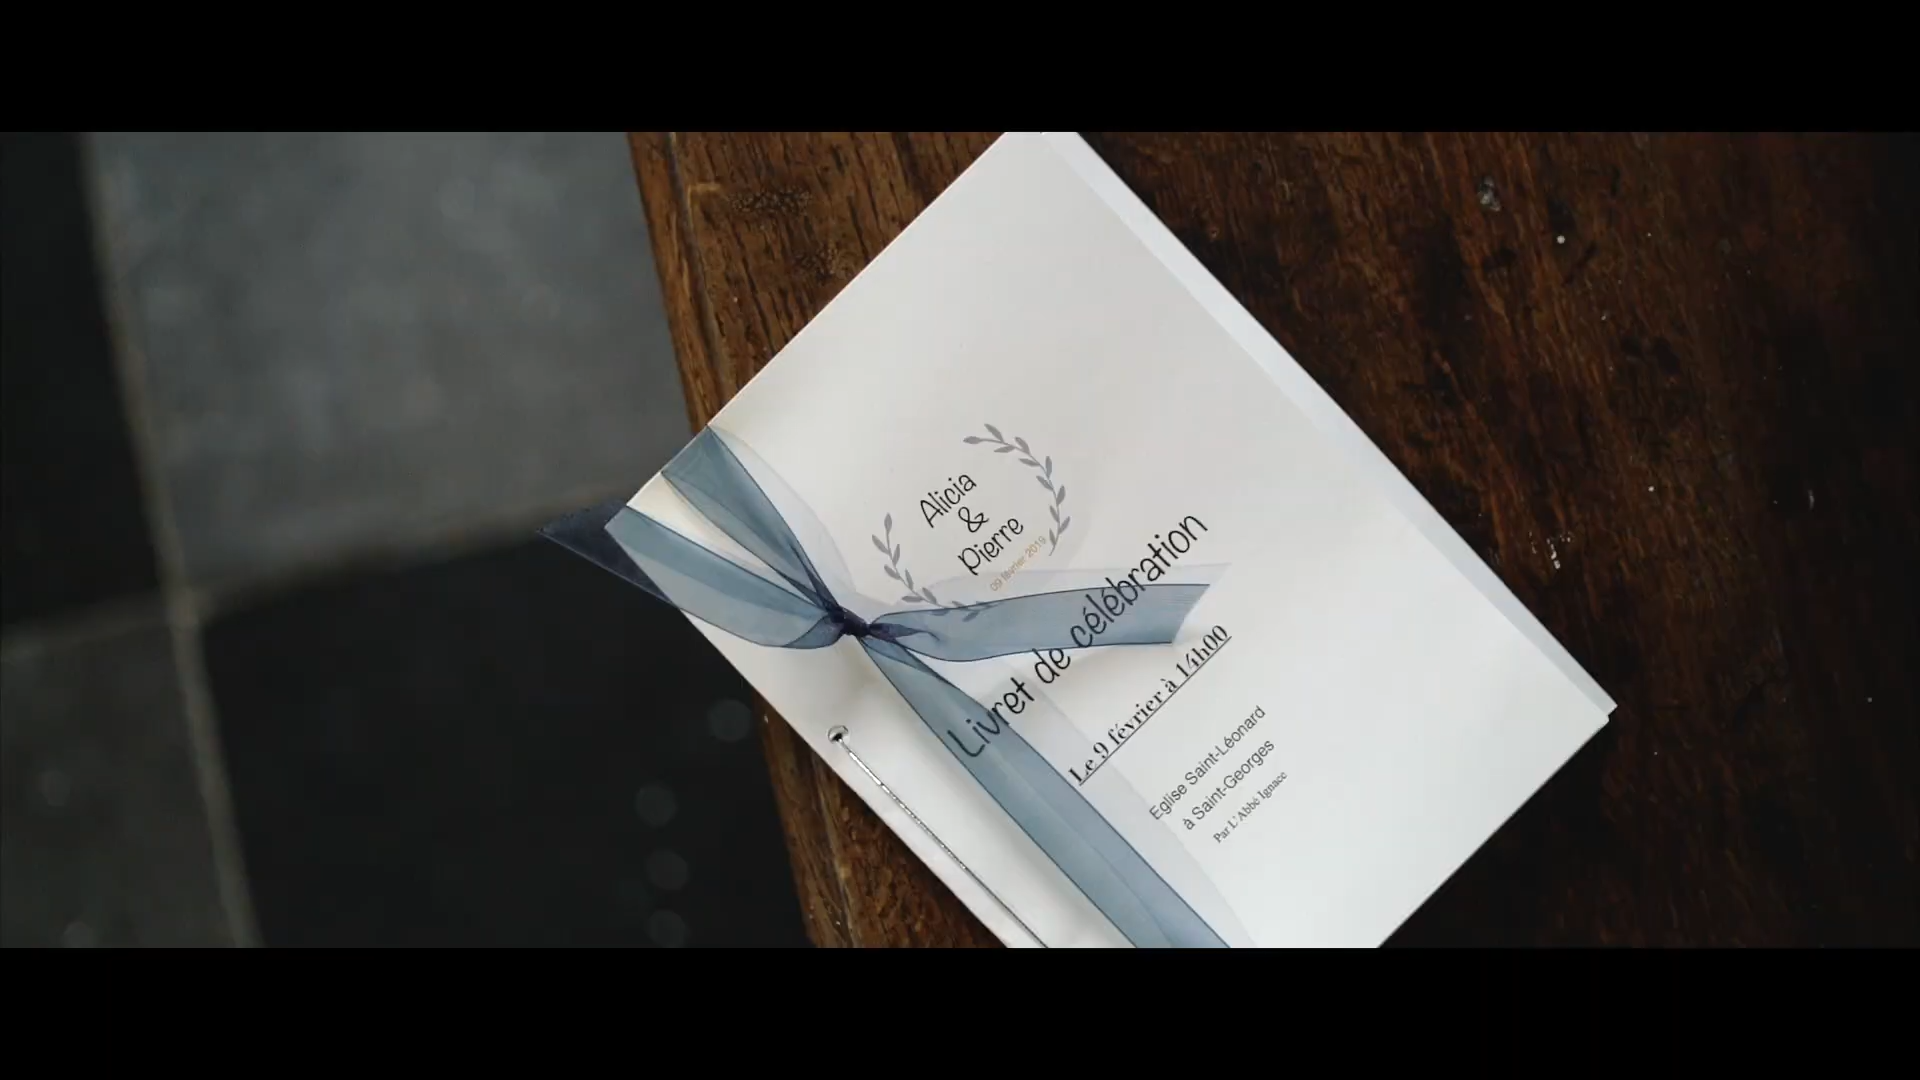 Alicia
&
Pierre
09 février 2019
Livret de célébration
Le 9 février à 14h00
Eglise Saint-Léonard
à Saint-Georges
Par L'Abbé Ignace